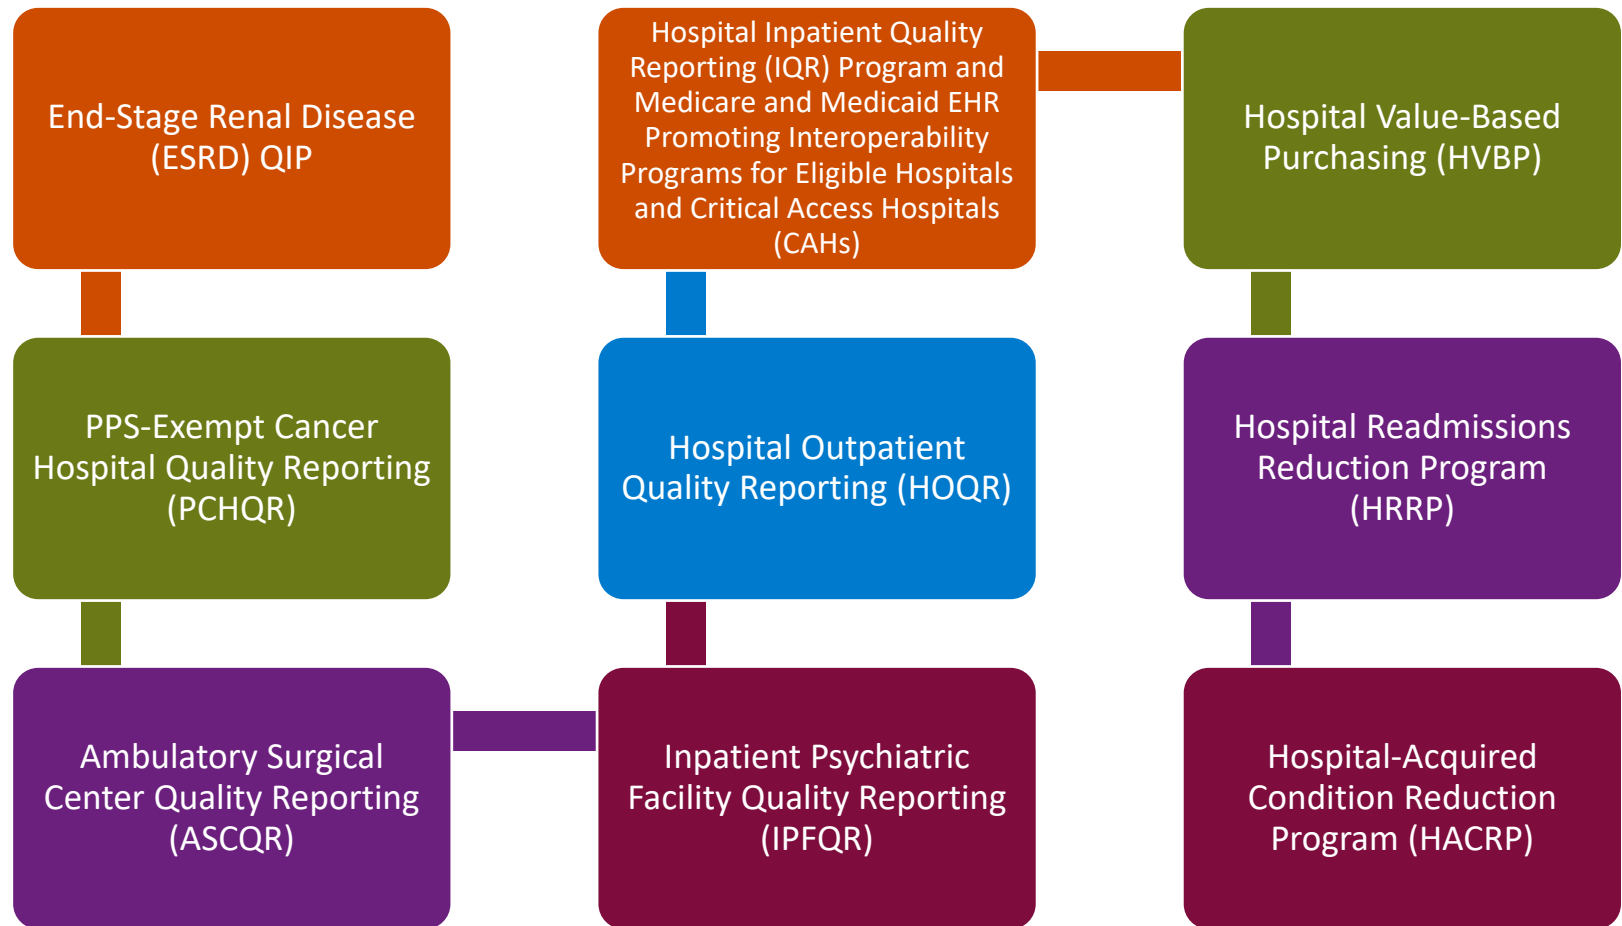 End-Stage Renal Disease
(ESRD) QIP
PPS-Exempt Cancer
Hospital Quality Reporting
(PCHQR)
Ambulatory Surgical
Center Quality Reporting
(ASCQR)
Inpatient Psychiatric
Facility Quality Reporting
(IPFQR)
Hospital Outpatient
Quality Reporting (HOQR)
Hospital Inpatient Quality
Reporting (IQR) Program and
Medicare and Medicaid EHR
Promoting Interoperability
Programs for Eligible Hospitals
and Critical Access Hospitals
(CAHs)
Hospital Value-Based
Purchasing (HVBP)
Hospital Readmissions
Reduction Program
(HRRP)
Hospital-Acquired
Condition Reduction
Program (HACRP)